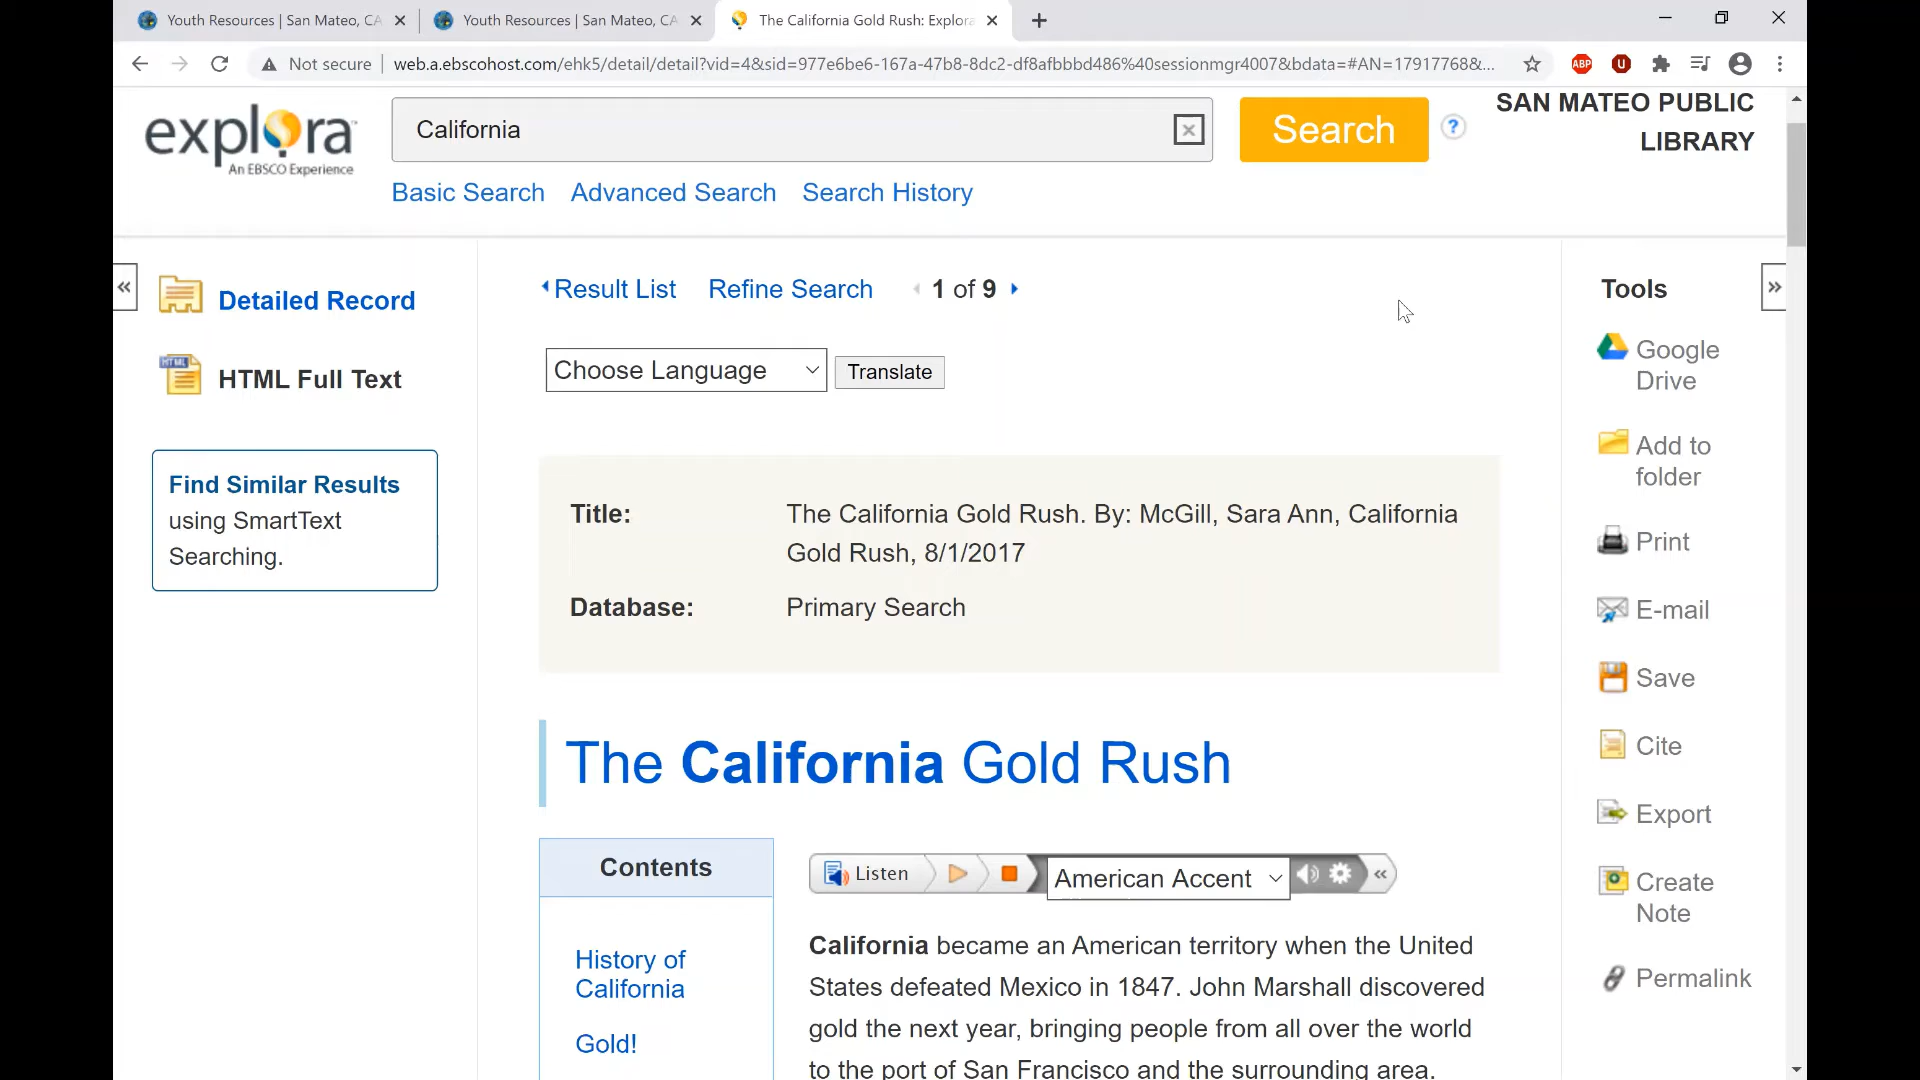 Youth Resources | San Mateo, CA
Youth Resources | San Mateo, CA
The California Gold Rush: Explora
Not secure
web.a.ebscohost.com/ehk5/detail/detail?vid=4&sid=977e6be6-167a-47b8-8dc2-df8afbbbd486%40sessionmgr4007&bdata=#AN=17917768&...
ABP
U
explora
An EBSCO Experience
California
Search
?
SAN MATEO PUBLIC
LIBRARY
Basic Search
Advanced Search
Search History
Detailed Record
HTML
HTML Full Text
Find Similar Results
using SmartText
Searching.
Result List
Refine Search
1 of 9
Choose Language
Translate
Title:
The California Gold Rush. By: McGill, Sara Ann, California
Gold Rush, 8/1/2017
Database:
Primary Search
The California Gold Rush
Contents
History of
California
Gold!
Listen
American Accent
California became an American territory when the United
States defeated Mexico in 1847. John Marshall discovered
gold the next year, bringing people from all over the world
to the port of San Francisco and the surrounding area.
Tools
Google
Drive
Add to
folder
Print
E-mail
Save
Cite
Export
Create
Note
Permalink